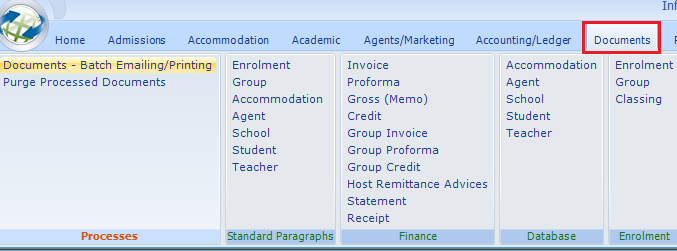 Inf
Home Admissions Accommodation Academic Agents/Marketing Accounting/Ledger Documents
Documents - Batch Emailing/Printing
Purge Processed Documents
Processes
Enrolment
Group
Accommodation
Agent
School
Student
Teacher
Standard Paragraphs
Invoice
Proforma
Gross (Memo)
Credit
Group Invoice
Group Proforma
Group Credit
Host Remittance Advices
Statement
Receipt
Finance
Accommodation
Agent
School
Student
Teacher
Database
Enrolment
Group
Classing
Enrolment